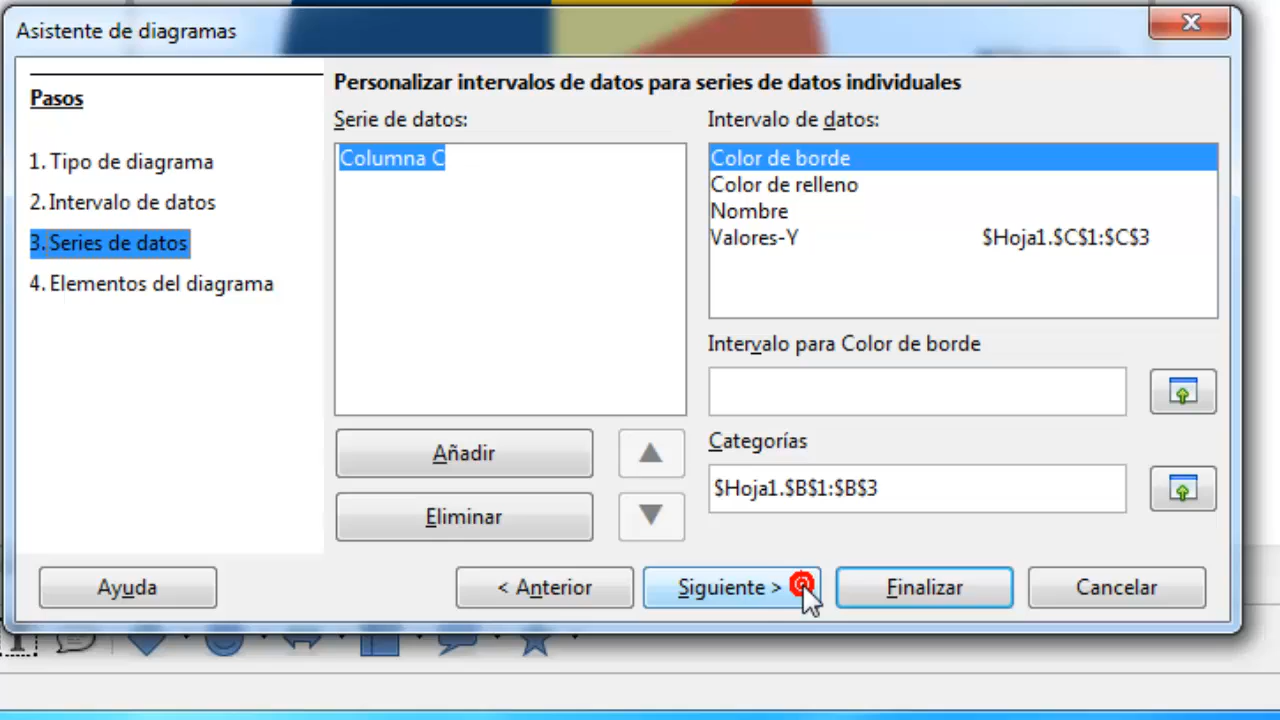 Asistente de diagramas
Pasos
1. Tipo de diagrama
2. Intervalo de datos
3. Series de datos
4. Elementos del diagrama
Personalizar intervalos de datos para series de datos individuales
Serie de datos:
Columna C
Añadir
Eliminar
Intervalo de datos:
Color de borde
Color de relleno
Nombre
Valores-Y $Hoja1.$C$1:$C$3
Intervalo para Color de borde
Categorías
$Hoja1.$B$1:$B$3
Ayuda
< Anterior
Siguiente >
Finalizar
Cancelar